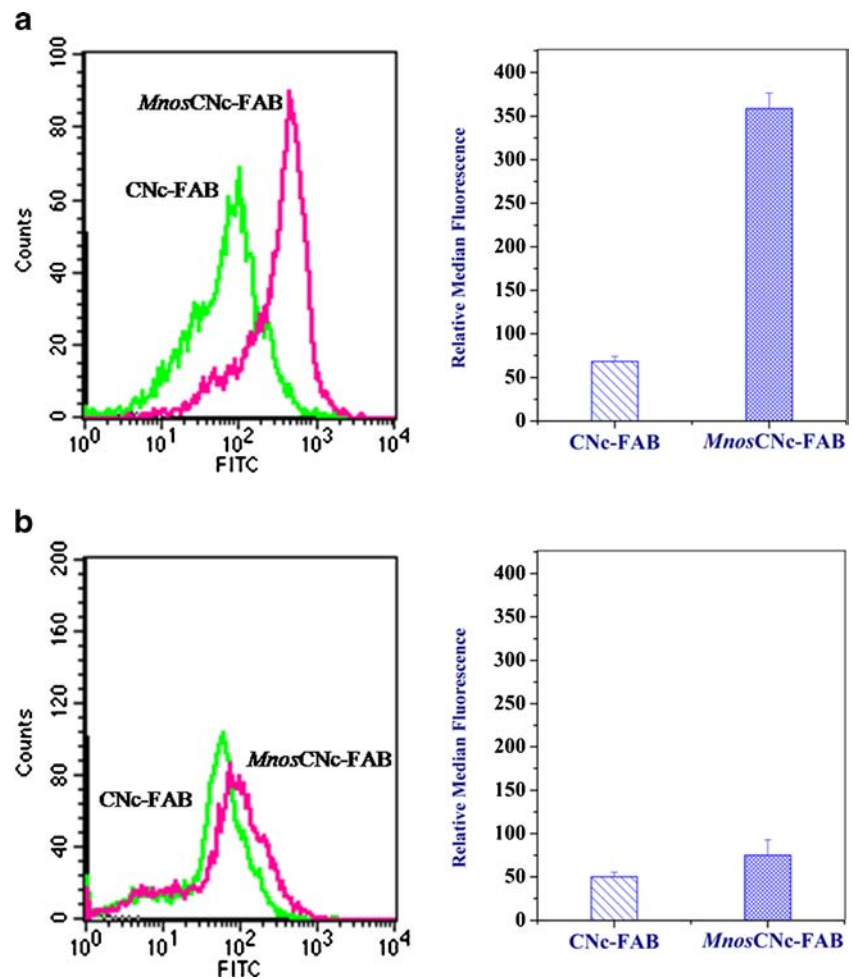 a
100
80
60
40
20
0
Counts
MnosCNc-FAB
CNc-FAB
10^0 10^1 10^2 10^3 10^4
FITC
400
350
300
250
200
150
100
50
0
Relative Median Fluorescence
CNc-FAB MnosCNc-FAB
b
200
160
120
80
40
0
Counts
MnosCNc-FAB
CNc-FAB
10^0 10^1 10^2 10^3 10^4
FITC
400
350
300
250
200
150
100
50
0
Relative Median Fluorescence
CNc-FAB MnosCNc-FAB